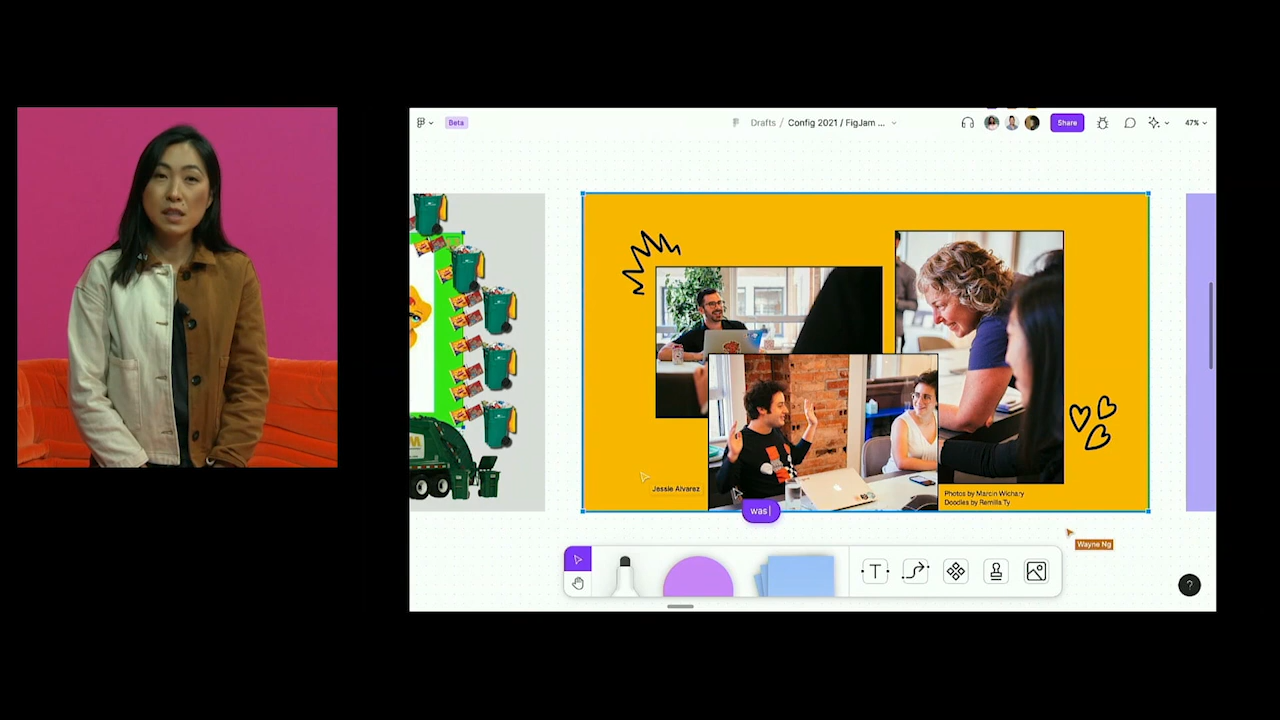 Beta
Drafts / Config 2021 / FigJam ...
Share
47%
Jessie Alvarez
was
Photos by Marcin Wichary
Doodles by Remilla Ty
Wayne Ng
T
?